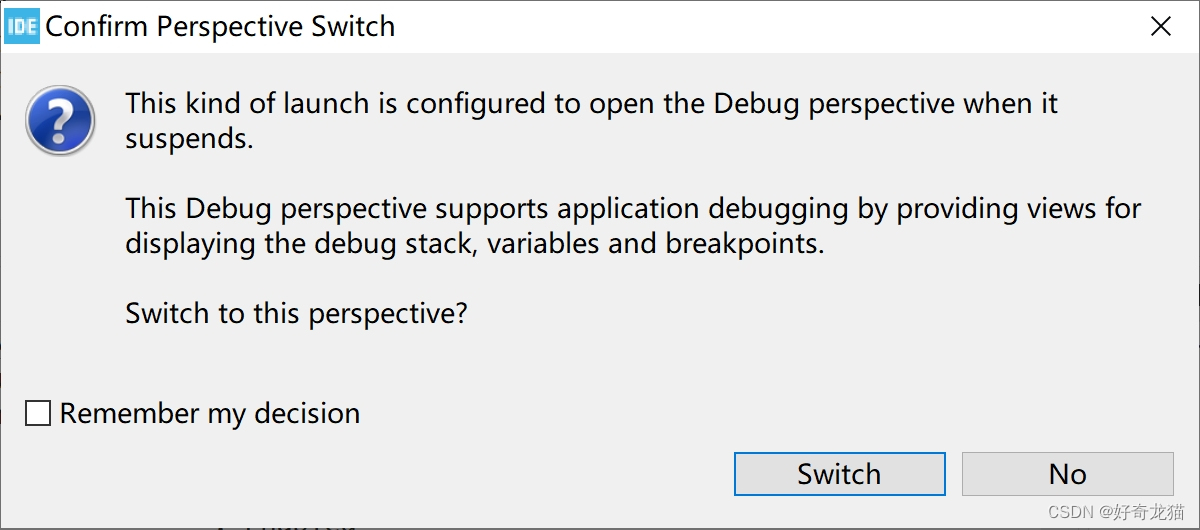 IDE Confirm Perspective Switch
This kind of launch is configured to open the Debug perspective when it
suspends.
This Debug perspective supports application debugging by providing views for
displaying the debug stack, variables and breakpoints.
Switch to this perspective?
Remember my decision
Switch No
CSDN @好奇龙猫